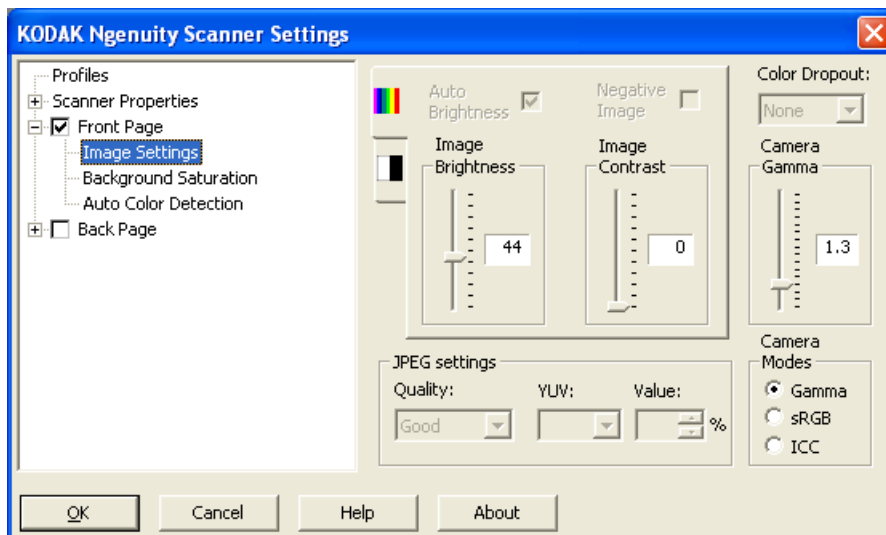 KODAK Ngenuity Scanner Settings
Profiles
Scanner Properties
Front Page
Image Settings
Background Saturation
Auto Color Detection
Back Page
Auto
Brightness
Negative
Image
Color Dropout:
None
Image
Brightness
44
Image
Contrast
0
Camera
Gamma
1.3
JPEG settings
Quality:
YUV:
Value:
Good
%
Camera
Modes
Gamma
sRGB
ICC
OK
Cancel
Help
About